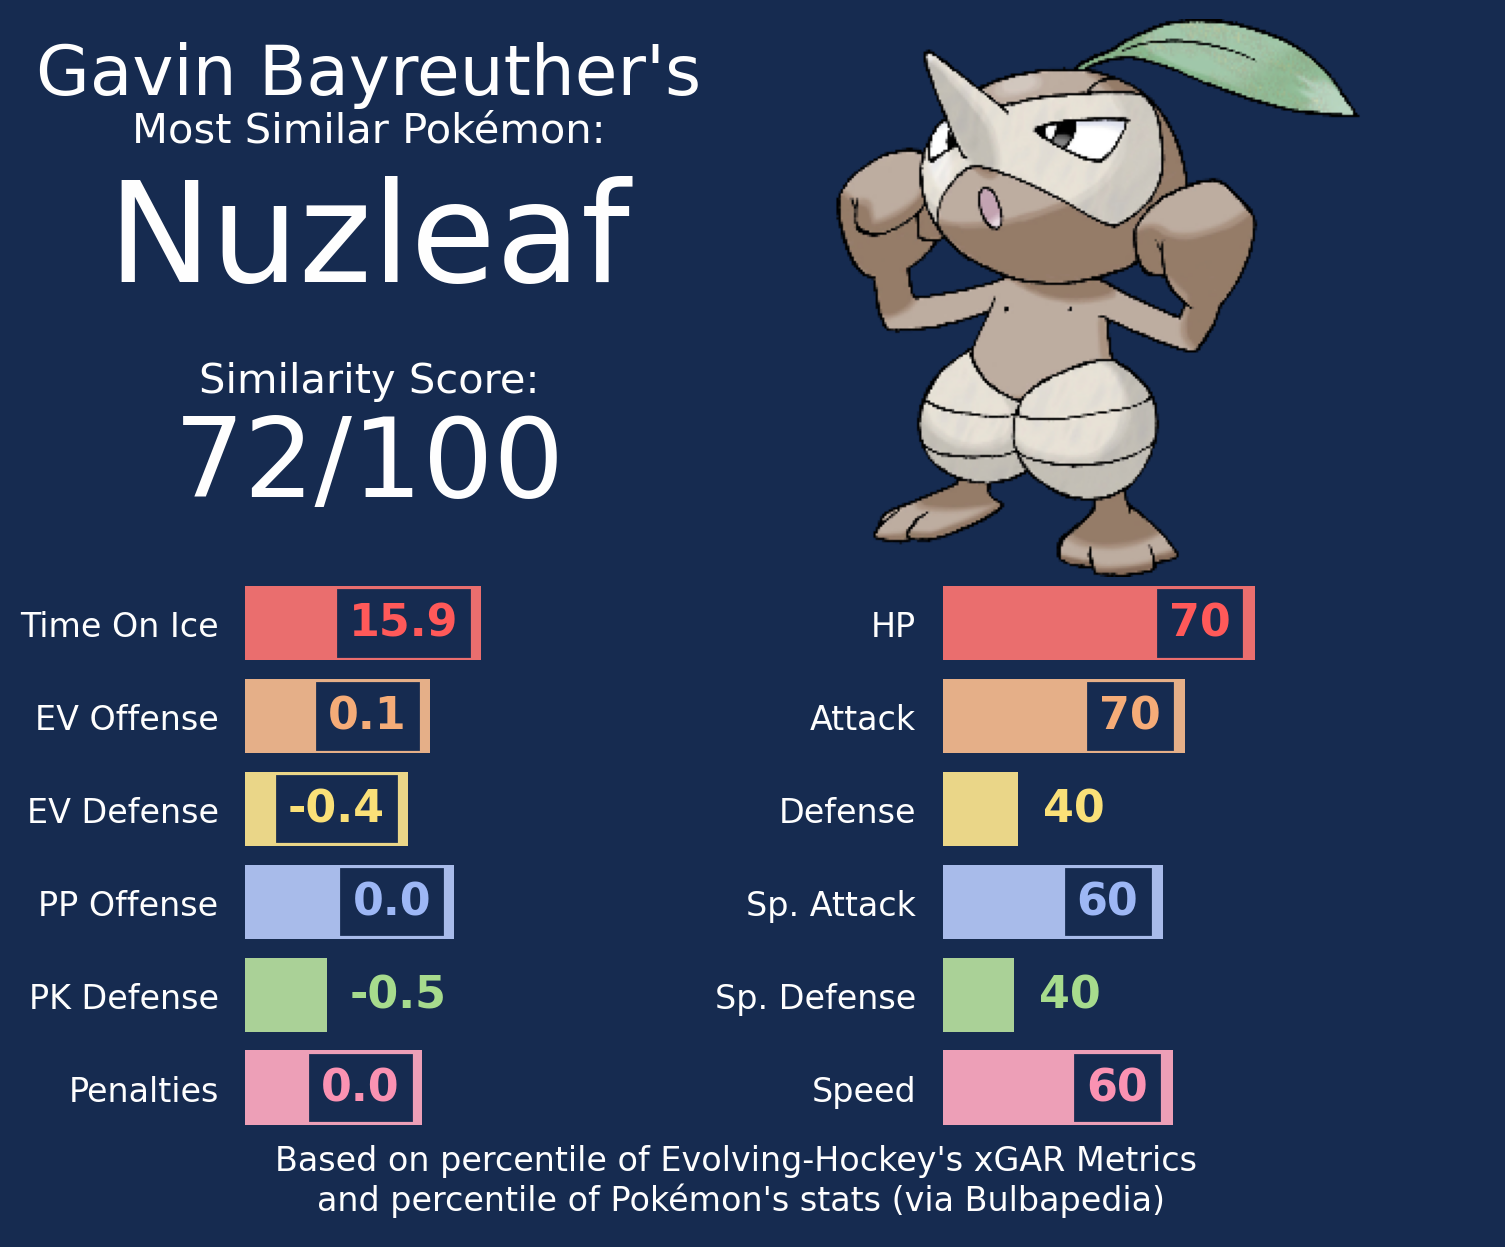 Gavin Bayreuther's
Most Similar Pokémon:
Nuzleaf
Similarity Score:
72/100
Time On Ice 15.9
EV Offense 0.1
EV Defense -0.4
PP Offense 0.0
PK Defense -0.5
Penalties 0.0
HP 70
Attack 70
Defense 40
Sp. Attack 60
Sp. Defense 40
Speed 60
Based on percentile of Evolving-Hockey's xGAR Metrics
and percentile of Pokémon's stats (via Bulbapedia)